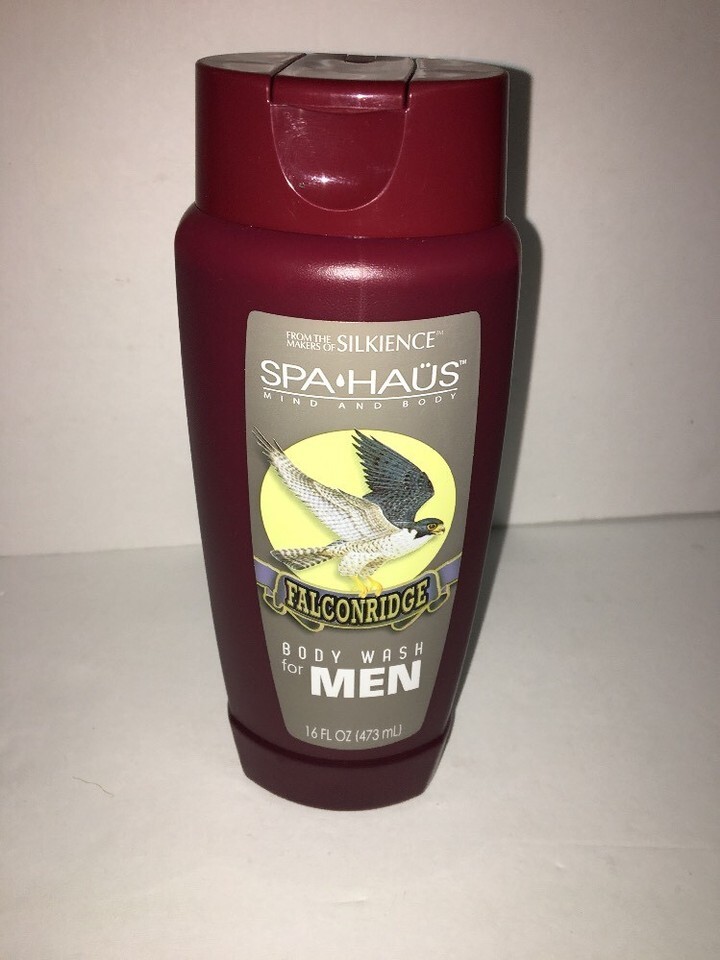 FROM THE
MAKERS OF SILKIENCE™
SPA HAÜS™
MIND AND BODY
FALCONRIDGE
BODY WASH
for MEN
16 FL OZ (473 mL)